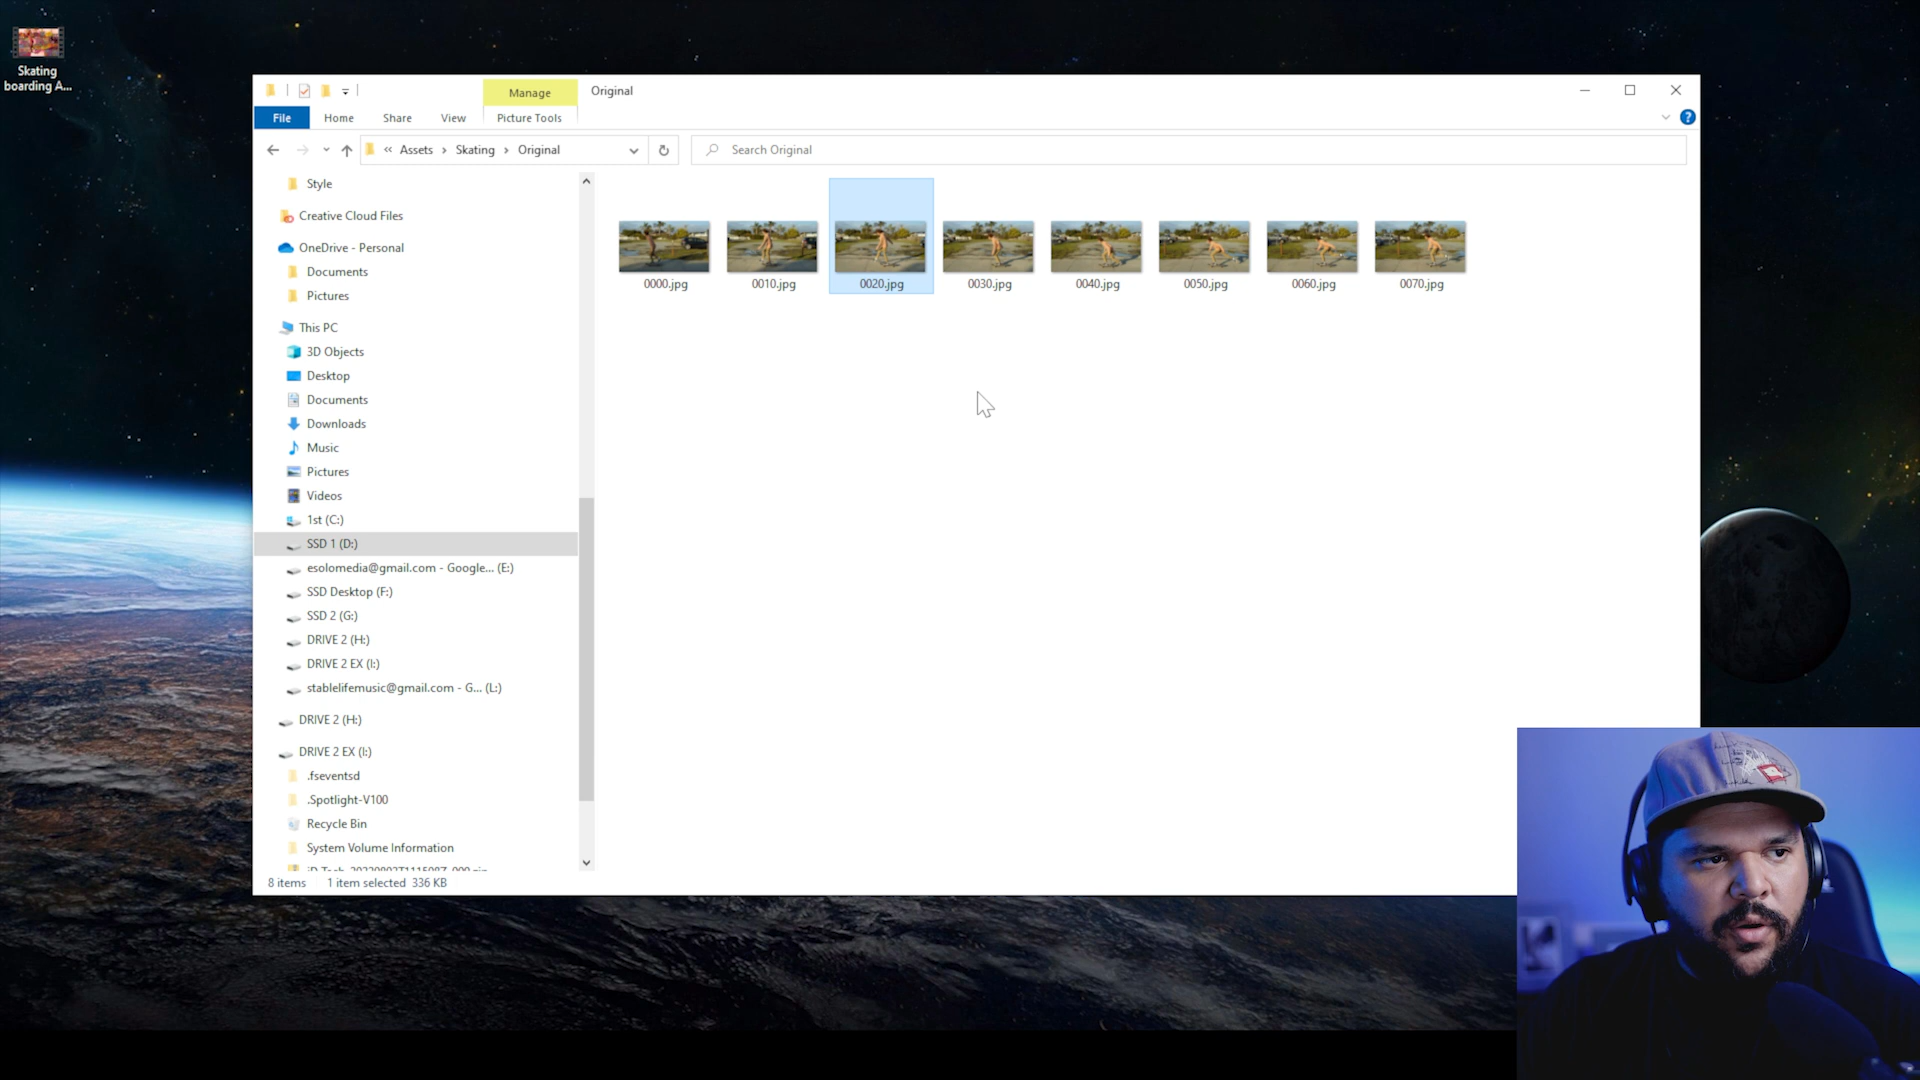 Skating
boarding A...
Manage
Original
File
Home
Share
View
Picture Tools
?
« Assets › Skating › Original
Search Original
Style
Creative Cloud Files
OneDrive - Personal
Documents
Pictures
This PC
3D Objects
Desktop
Documents
Downloads
Music
Pictures
Videos
1st (C:)
SSD 1 (D:)
esolomedia@gmail.com - Google... (E:)
SSD Desktop (F:)
SSD 2 (G:)
DRIVE 2 (H:)
DRIVE 2 EX (I:)
stablelifemusic@gmail.com - G... (L:)
DRIVE 2 (H:)
DRIVE 2 EX (I:)
.fseventsd
.Spotlight-V100
Recycle Bin
System Volume Information
0000.jpg
0010.jpg
0020.jpg
0030.jpg
0040.jpg
0050.jpg
0060.jpg
0070.jpg
8 items
1 item selected 336 KB